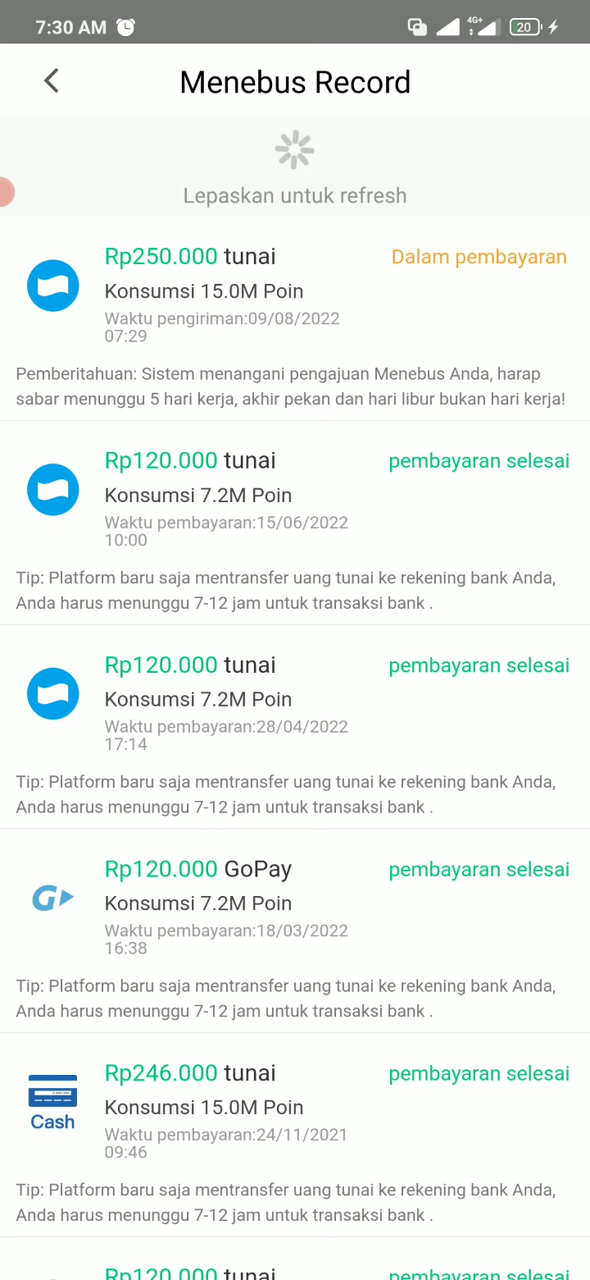 7:30 AM
4G+
20
Menebus Record
Lepaskan untuk refresh
Rp250.000 tunai
Dalam pembayaran
Konsumsi 15.0M Poin
Waktu pengiriman:09/08/2022
07:29
Pemberitahuan: Sistem menangani pengajuan Menebus Anda, harap
sabar menunggu 5 hari kerja, akhir pekan dan hari libur bukan hari kerja!
Rp120.000 tunai
pembayaran selesai
Konsumsi 7.2M Poin
Waktu pembayaran:15/06/2022
10:00
Tip: Platform baru saja mentransfer uang tunai ke rekening bank Anda,
Anda harus menunggu 7-12 jam untuk transaksi bank .
Rp120.000 tunai
pembayaran selesai
Konsumsi 7.2M Poin
Waktu pembayaran:28/04/2022
17:14
Tip: Platform baru saja mentransfer uang tunai ke rekening bank Anda,
Anda harus menunggu 7-12 jam untuk transaksi bank .
Rp120.000 GoPay
pembayaran selesai
G
Konsumsi 7.2M Poin
Waktu pembayaran:18/03/2022
16:38
Tip: Platform baru saja mentransfer uang tunai ke rekening bank Anda,
Anda harus menunggu 7-12 jam untuk transaksi bank .
Rp246.000 tunai
pembayaran selesai
Konsumsi 15.0M Poin
Cash
Waktu pembayaran:24/11/2021
09:46
Tip: Platform baru saja mentransfer uang tunai ke rekening bank Anda,
Anda harus menunggu 7-12 jam untuk transaksi bank .
Rp120.000 tunai
pembayaran selesai